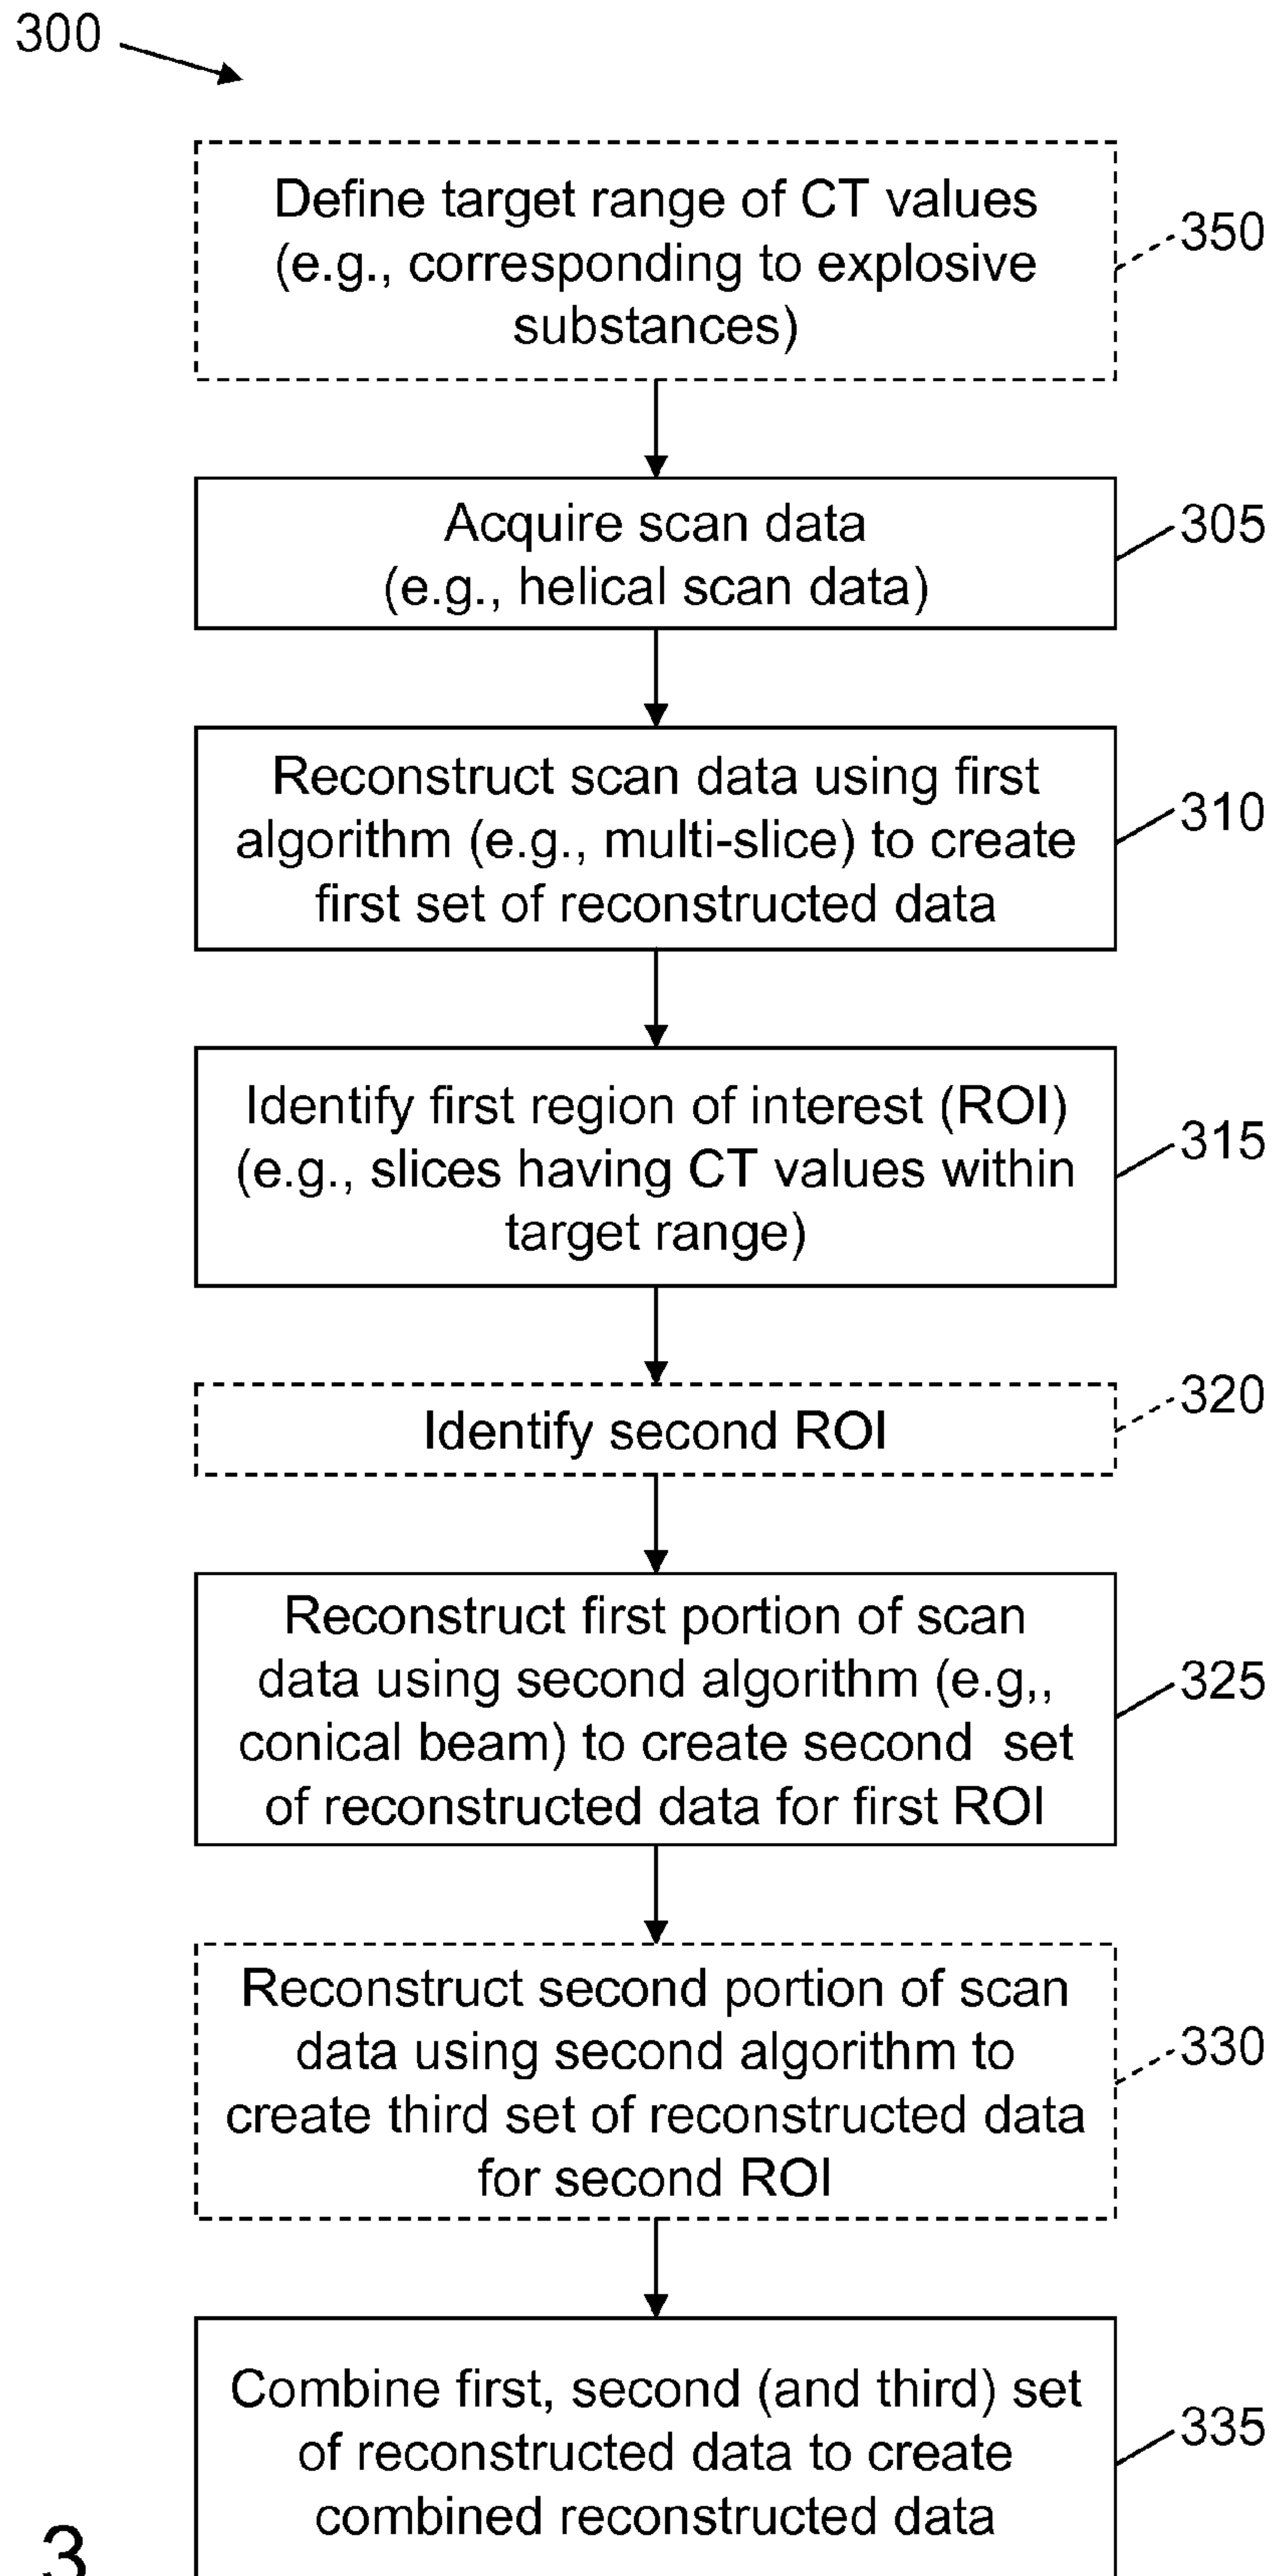 300
Define target range of CT values
(e.g., corresponding to explosive
substances)
350
Acquire scan data
(e.g., helical scan data)
305
Reconstruct scan data using first
algorithm (e.g., multi-slice) to create
first set of reconstructed data
310
Identify first region of interest (ROI)
(e.g., slices having CT values within
target range)
315
Identify second ROI
320
Reconstruct first portion of scan
data using second algorithm (e.g,,
conical beam) to create second  set
of reconstructed data for first ROI
325
Reconstruct second portion of scan
data using second algorithm to
create third set of reconstructed data
for second ROI
330
Combine first, second (and third) set
of reconstructed data to create
combined reconstructed data
335
3